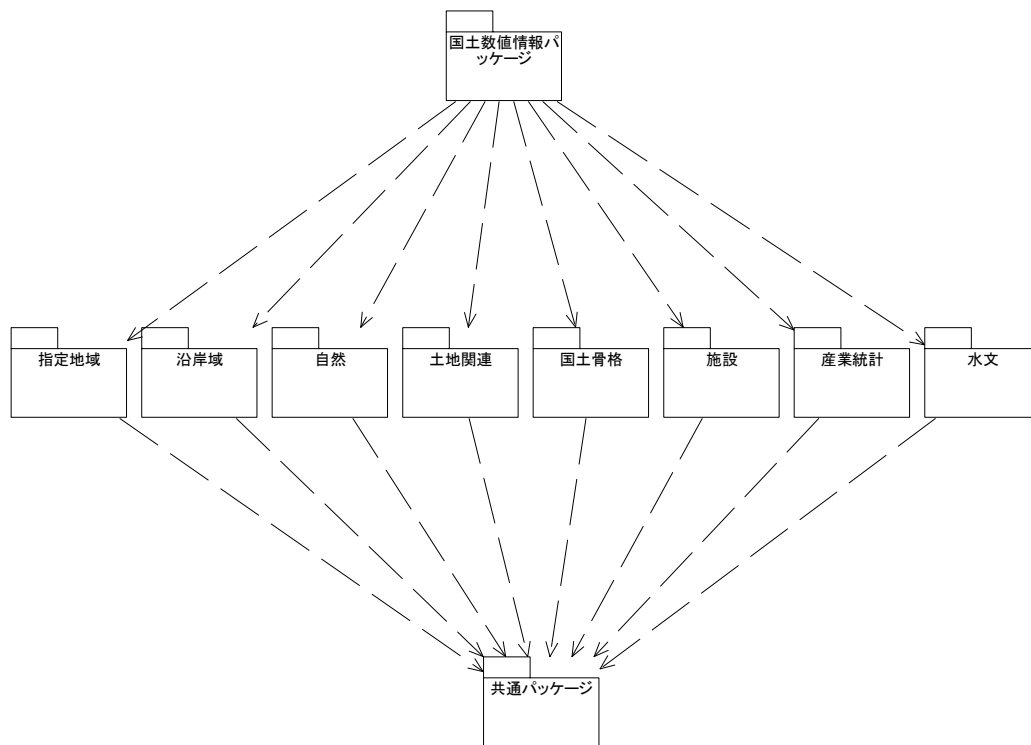 国土数値情報パ
ッケージ
指定地域
沿岸域
自然
土地関連
国土骨格
施設
産業統計
水文
共通パッケージ